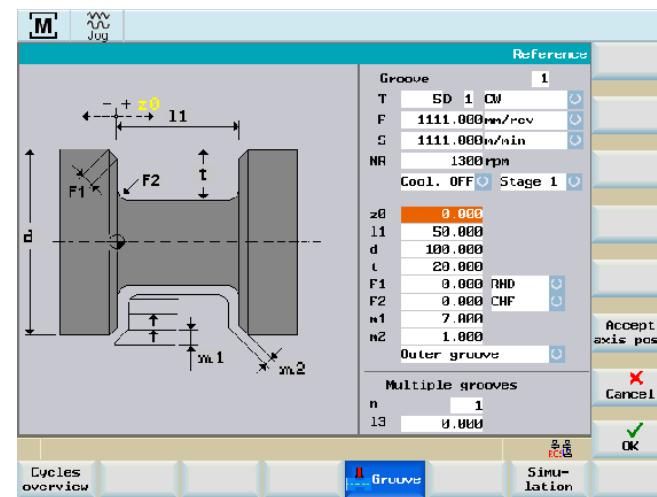 M
Jog
Reference
Groove 1
T 5D 1 CW
F 1111.000 mm/rev
S 1111.000 m/min
NR 1300 rpm
Cool. OFF Stage 1
z0 0.000
l1 50.000
d 100.000
t 20.000
F1 0.000 RND
F2 0.000 CHF
m1 7.000
m2 1.000
Outer groove
Multiple grooves
n 1
l3 0.000
- + z0
l1
F1
F2
t
d
m1
m2
Accept
axis pos
Cancel
OK
RCS
Cycles
overview
Groove
Simu-
lation